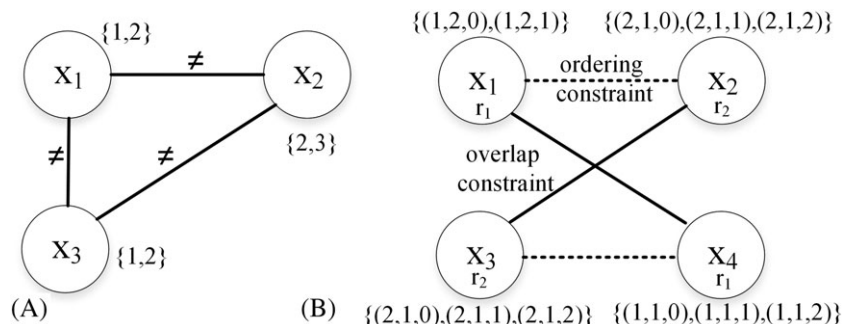 {1,2}
X1
≠
X2
{2,3}
≠
≠
X3
{1,2}
(A)
{(1,2,0),(1,2,1)}
{(2,1,0),(2,1,1),(2,1,2)}
X1
r1
ordering
constraint
X2
r2
overlap
constraint
X3
r2
X4
r1
(B)
{(2,1,0),(2,1,1),(2,1,2)}
{(1,1,0),(1,1,1),(1,1,2)}